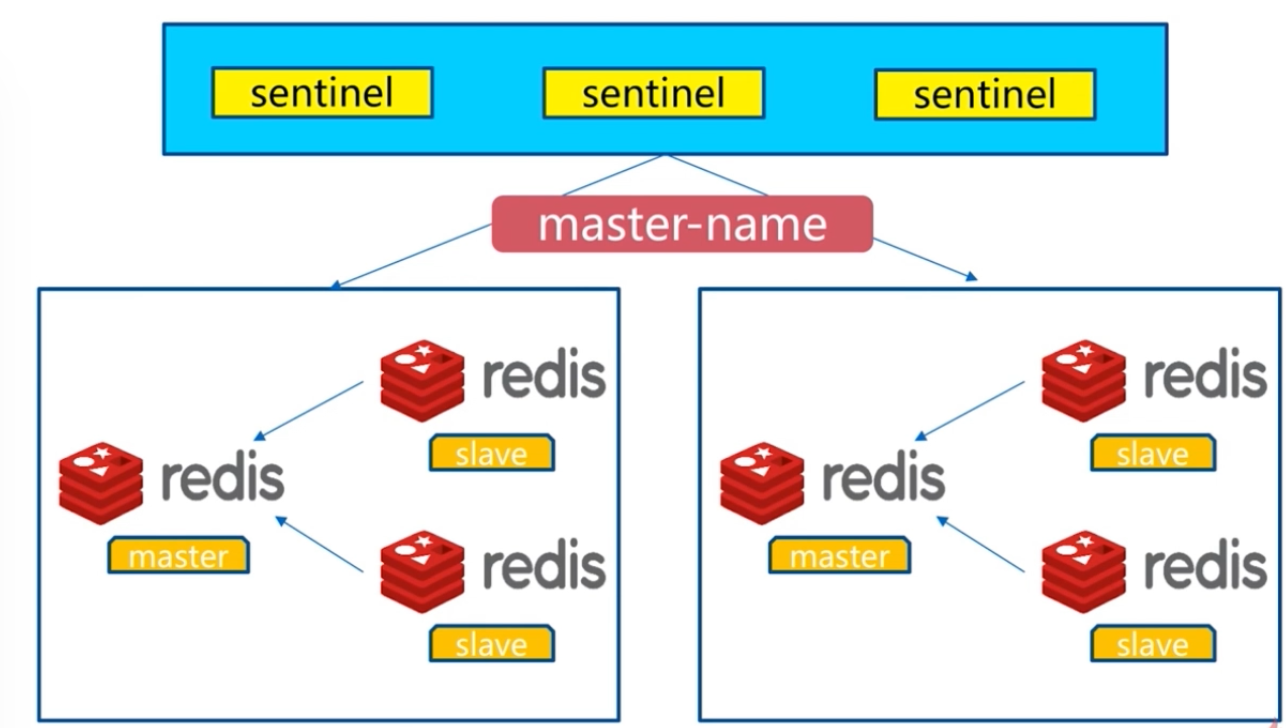 sentinel sentinel sentinel
master-name
redis redis
slave slave
redis redis
master master
redis redis
slave slave